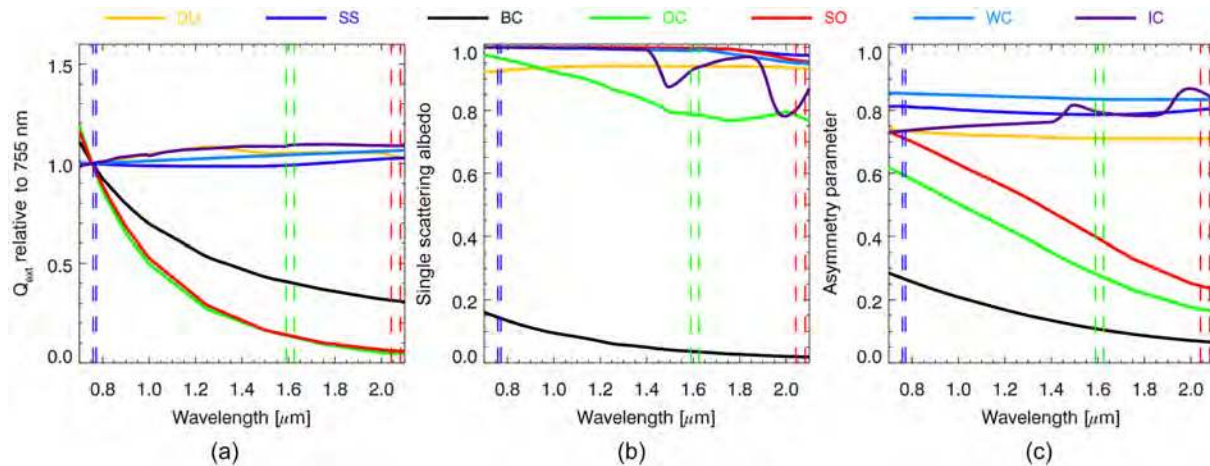 DU SS BC OC SO WC IC
1.5
1.0
0.5
0.0
Q_ext relative to 755 nm
0.8 1.0 1.2 1.4 1.6 1.8 2.0
Wavelength [μm]
(a)
1.0
0.8
0.6
0.4
0.2
0.0
Single scattering albedo
0.8 1.0 1.2 1.4 1.6 1.8 2.0
Wavelength [μm]
(b)
1.0
0.8
0.6
0.4
0.2
0.0
Asymmetry parameter
0.8 1.0 1.2 1.4 1.6 1.8 2.0
Wavelength [μm]
(c)